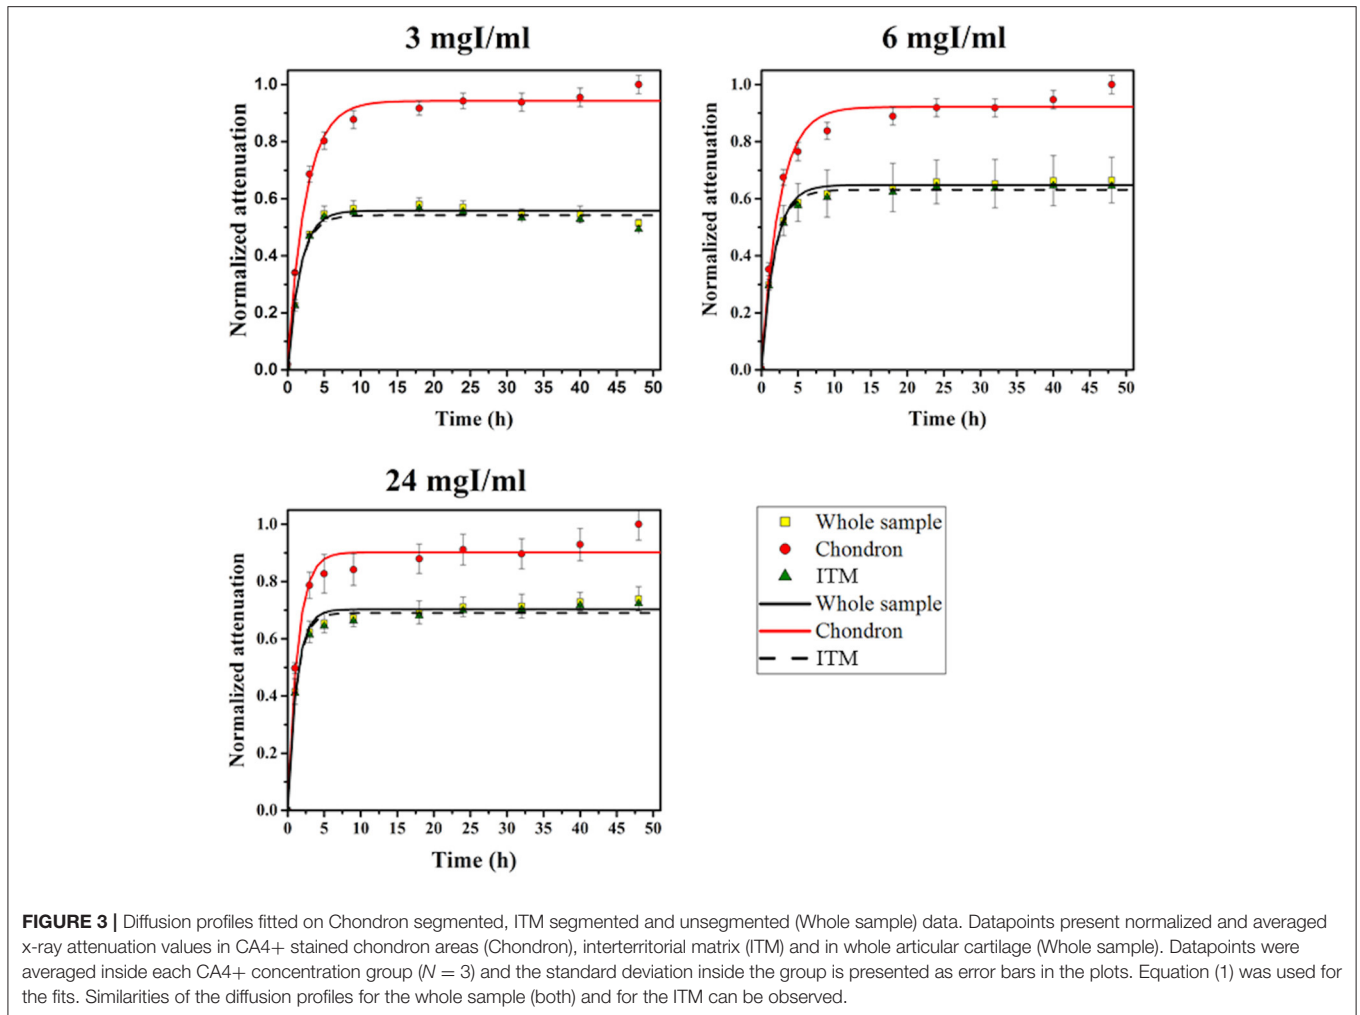 3 mgI/ml
1.0
0.8
0.6
0.4
0.2
0.0
Normalized attenuation
0 5 10 15 20 25 30 35 40 45 50
Time (h)
6 mgI/ml
1.0
0.8
0.6
0.4
0.2
0.0
Normalized attenuation
0 5 10 15 20 25 30 35 40 45 50
Time (h)
24 mgI/ml
1.0
0.8
0.6
0.4
0.2
0.0
Normalized attenuation
0 5 10 15 20 25 30 35 40 45 50
Time (h)
Whole sample
Chondron
ITM
Whole sample
Chondron
ITM
FIGURE 3 | Diffusion profiles fitted on Chondron segmented, ITM segmented and unsegmented (Whole sample) data. Datapoints present normalized and averaged
x-ray attenuation values in CA4+ stained chondron areas (Chondron), interterritorial matrix (ITM) and in whole articular cartilage (Whole sample). Datapoints were
averaged inside each CA4+ concentration group (N = 3) and the standard deviation inside the group is presented as error bars in the plots. Equation (1) was used for
the fits. Similarities of the diffusion profiles for the whole sample (both) and for the ITM can be observed.